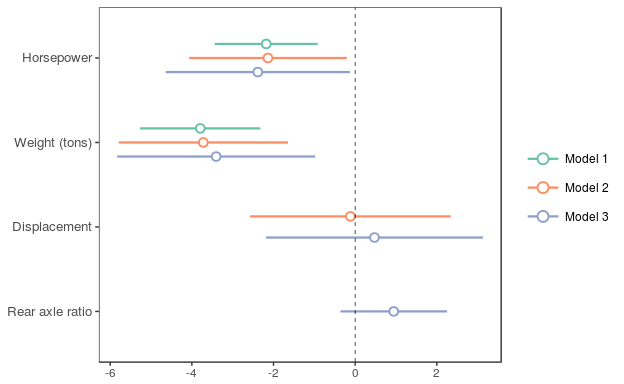 Horsepower
Weight (tons)
Displacement
Rear axle ratio
-6 -4 -2 0 2
Model 1
Model 2
Model 3